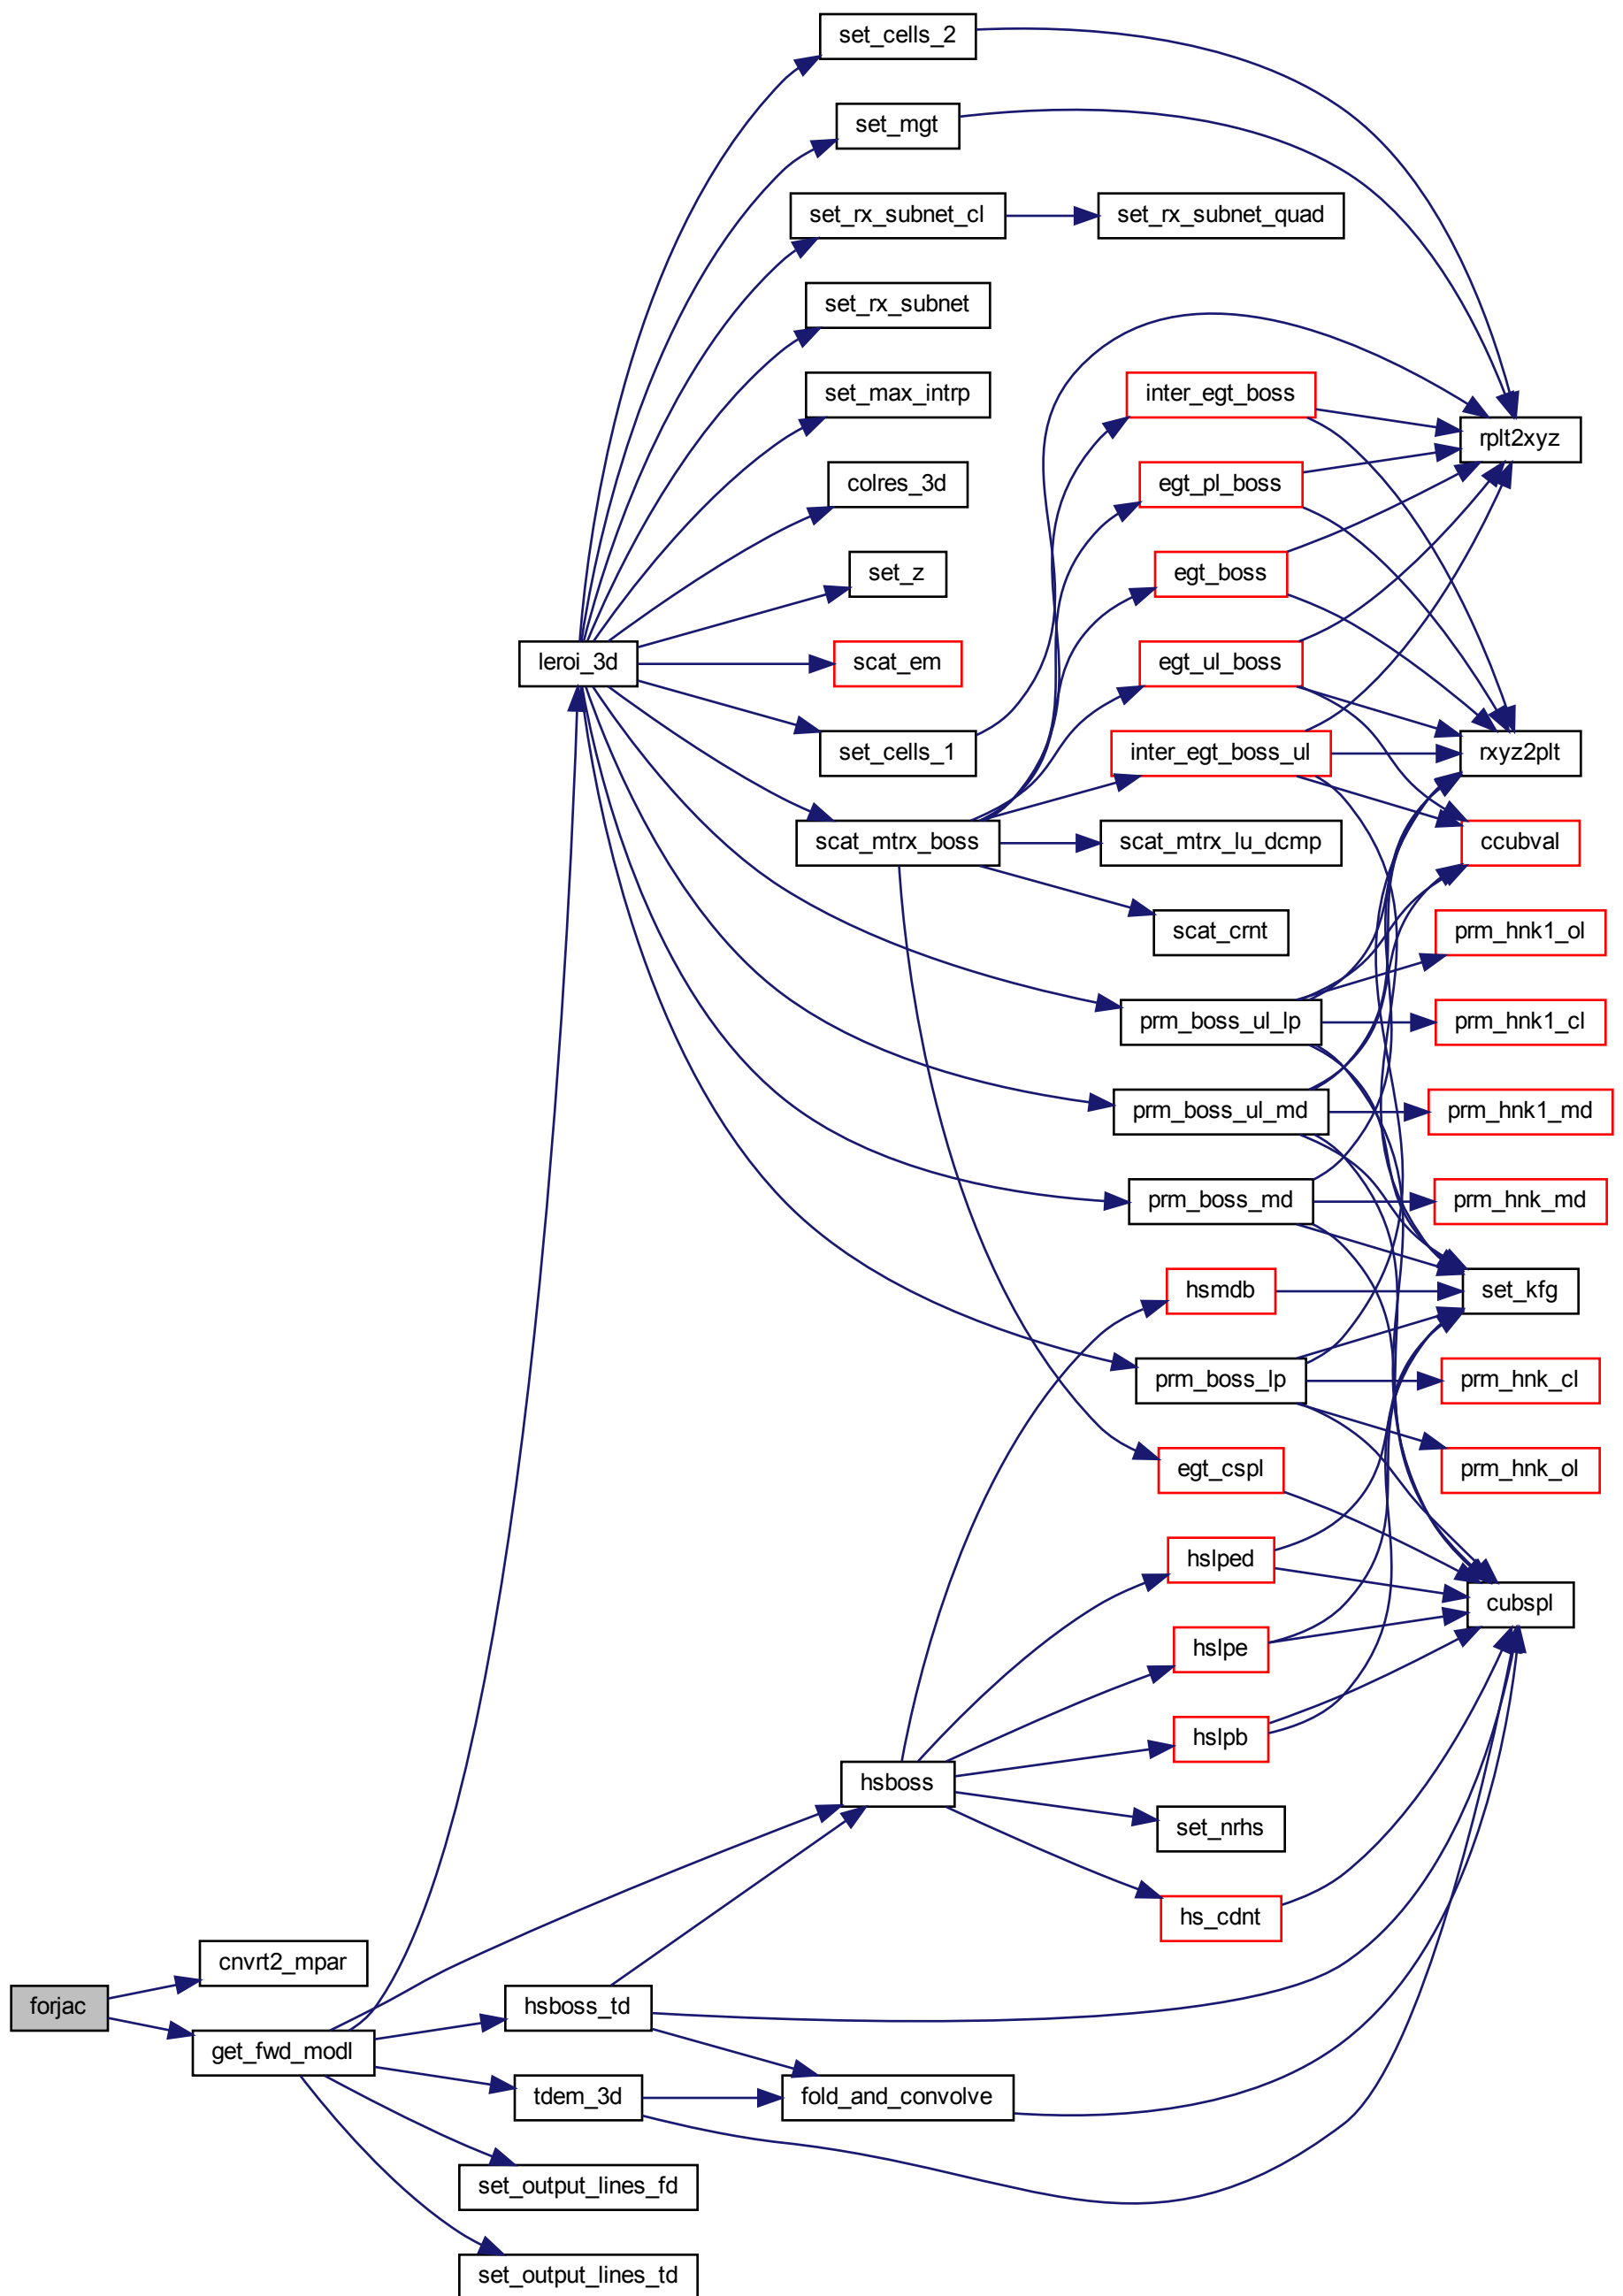 set_cells_2
set_mgt
set_rx_subnet_cl
set_rx_subnet_quad
set_rx_subnet
set_max_intrp
inter_egt_boss
rplt2xyz
colres_3d
egt_pl_boss
set_z
egt_boss
leroi_3d
scat_em
egt_ul_boss
set_cells_1
inter_egt_boss_ul
rxyz2plt
scat_mtrx_boss
scat_mtrx_lu_dcmp
ccubval
scat_crnt
prm_hnk1_ol
prm_boss_ul_lp
prm_hnk1_cl
prm_boss_ul_md
prm_hnk1_md
prm_boss_md
prm_hnk_md
hsmdb
set_kfg
prm_boss_lp
prm_hnk_cl
egt_cspl
prm_hnk_ol
hslped
cubspl
hslpe
hslpb
hsboss
set_nrhs
hs_cdnt
cnvrt2_mpar
forjac
hsboss_td
get_fwd_modl
tdem_3d
fold_and_convolve
set_output_lines_fd
set_output_lines_td